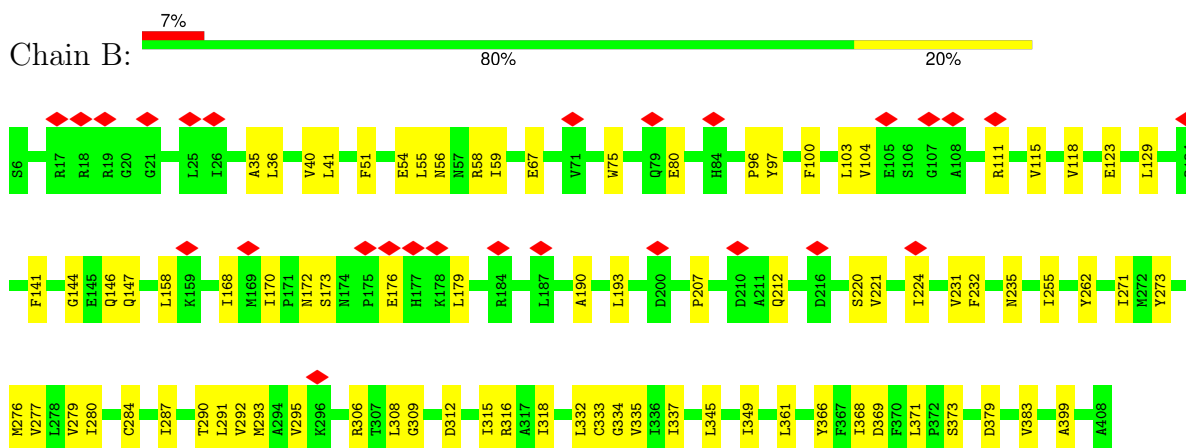 7%
Chain B:
80% 20%
S6 R17 R18 R19 G20 G21 L25 I26 A35 L36 V40 L41 F51 E54 L55 N56 N57 R58 I59 E67 V71 W75 Q79 E80 H84 P96 Y97 F100 L103 V104 E105 S106 G107 A108 R111 V115 V118 E123 L129
F141 G144 E145 Q146 Q147 L158 K159 I168 M169 I170 P171 N172 S173 N174 P175 E176 H177 K178 L179 R184 L187 A190 L193 D200 P207 D210 A211 Q212 D216 S220 V221 I224 V231 F232 N235 I255 Y262 I271 M272 Y273
M276 V277 L278 V279 I280 C284 I287 T290 L291 V292 M293 A294 V295 K296 R306 T307 L308 G309 D312 I315 R316 A317 I318 L332 C333 G334 V335 I336 I337 L345 I349 L361 Y366 F367 I368 D369 F370 L371 P372 S373 D379 V383 A399 A408